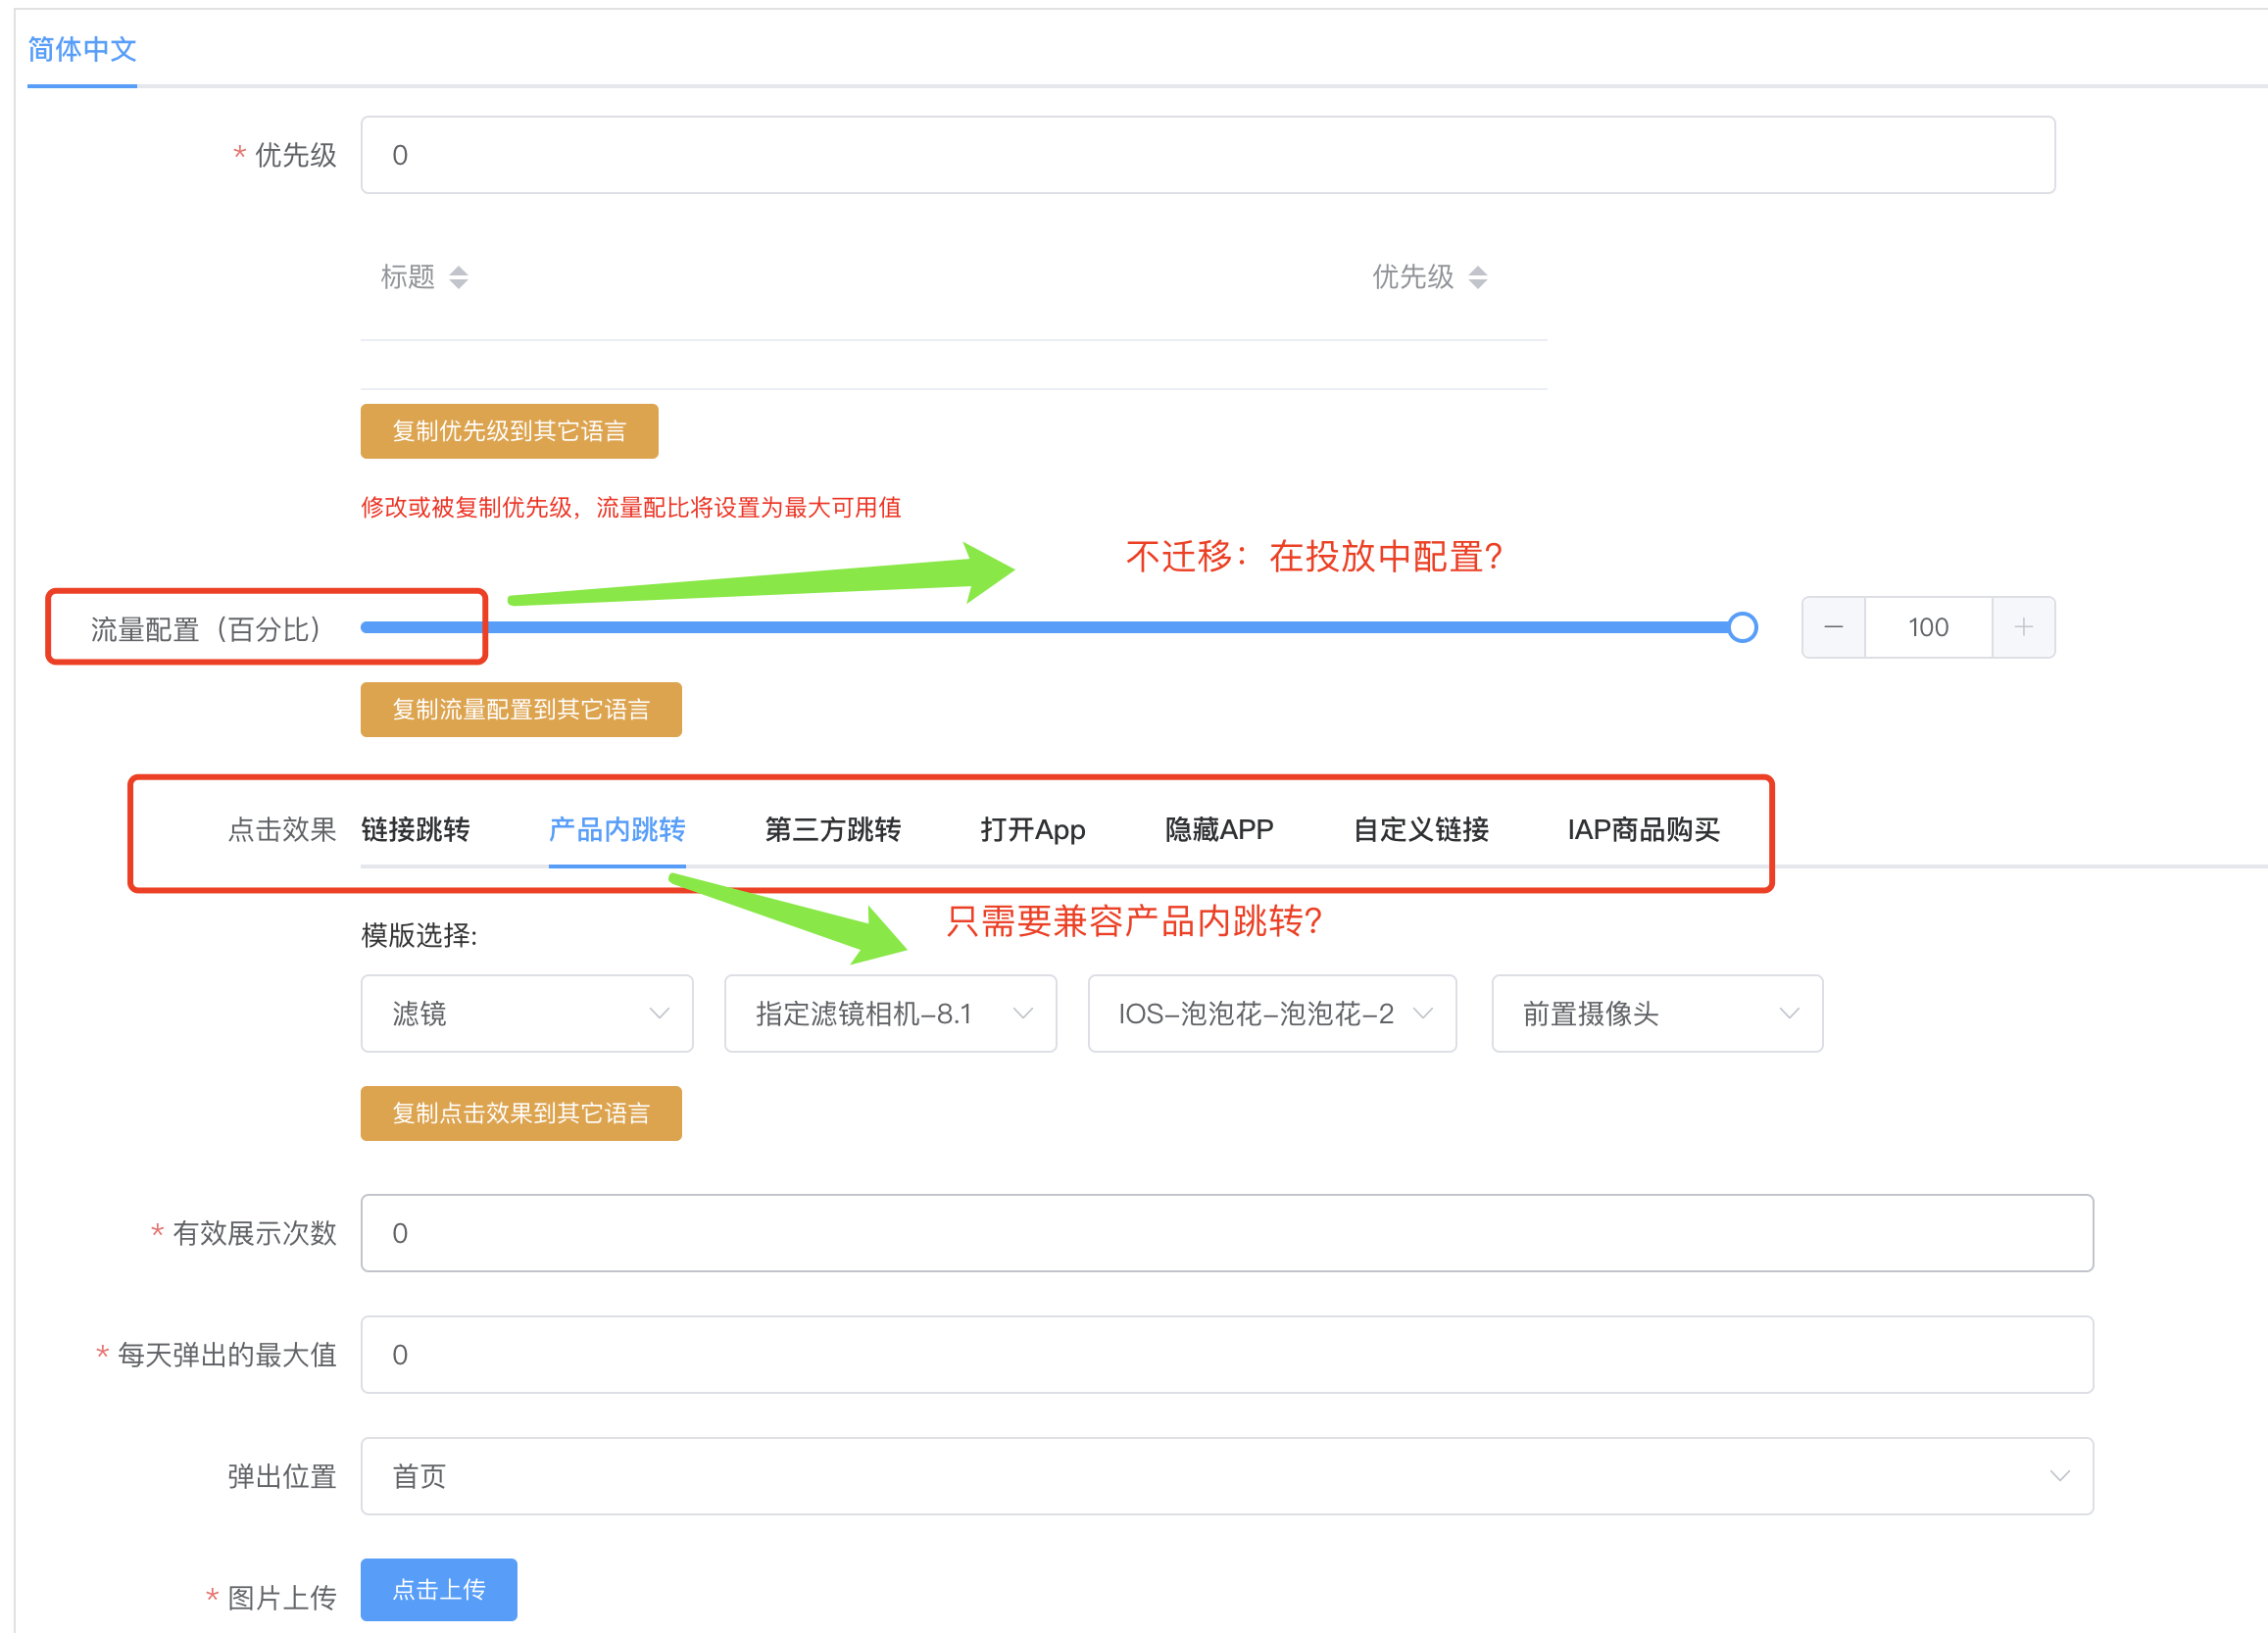 简体中文
* 优先级
0
标题
优先级
复制优先级到其它语言
修改或被复制优先级，流量配比将设置为最大可用值
不迁移：在投放中配置？
流量配置（百分比）
100
复制流量配置到其它语言
点击效果 链接跳转 产品内跳转 第三方跳转 打开App 隐藏APP 自定义链接 IAP商品购买
只需要兼容产品内跳转？
模版选择:
滤镜 指定滤镜相机-8.1 IOS-泡泡花-泡泡花-2 前置摄像头
复制点击效果到其它语言
* 有效展示次数 0
* 每天弹出的最大值 0
弹出位置 首页
* 图片上传 点击上传